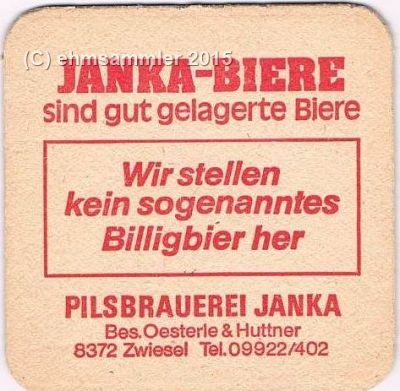 (C) ehmsammler 2015
JANKA-BIERE
sind gut gelagerte Biere
Wir stellen
kein sogenanntes
Billigbier her
PILSBRAUEREI JANKA
Bes. Oesterle & Huttner
8372 Zwiesel Tel. 09922/402